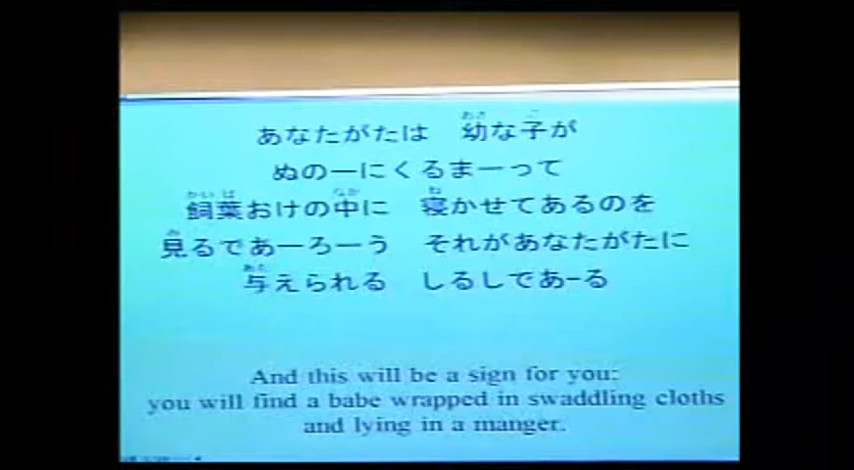 あなたがたは　幼な子が
ぬのーにくるまーって
飼葉おけの中に　寝かせてあるのを
見るであーろーう　それがあなたがたに
与えられる　しるしであーる
And this will be a sign for you:
you will find a babe wrapped in swaddling cloths
and lying in a manger.